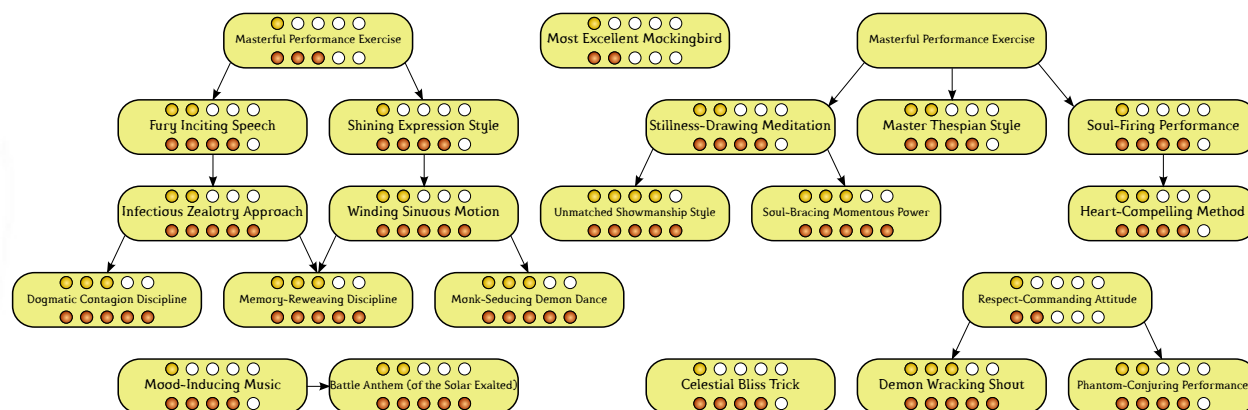 Masterful Performance Exercise
Most Excellent Mockingbird
Masterful Performance Exercise
Fury Inciting Speech
Shining Expression Style
Stillness-Drawing Meditation
Master Thespian Style
Soul-Firing Performance
Infectious Zealotry Approach
Winding Sinuous Motion
Unmatched Showmanship Style
Soul-Bracing Momentous Power
Heart-Compelling Method
Dogmatic Contagion Discipline
Memory-Reweaving Discipline
Monk-Seducing Demon Dance
Respect-Commanding Attitude
Mood-Inducing Music
Battle Anthem (of the Solar Exalted)
Celestial Bliss Trick
Demon Wracking Shout
Phantom-Conjuring Performance